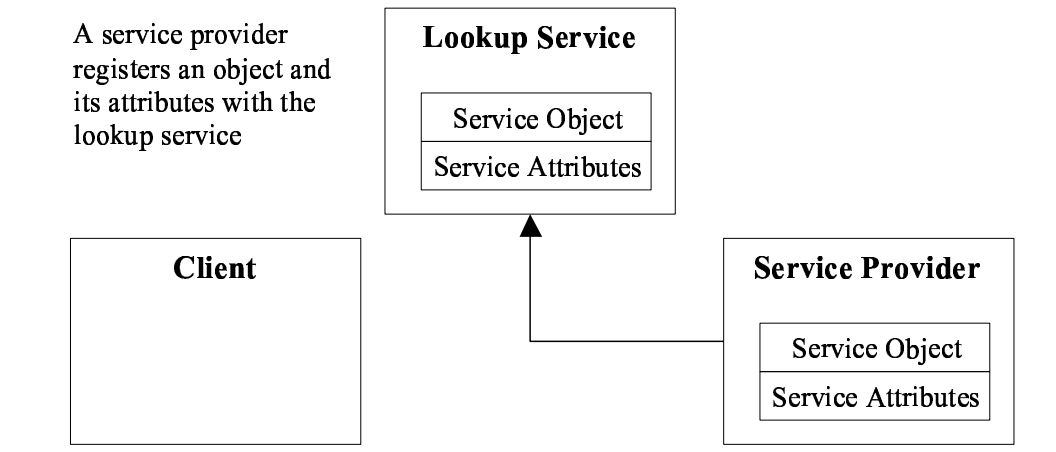 A service provider
registers an object and
its attributes with the
lookup service
Lookup Service
Service Object
Service Attributes
Client
Service Provider
Service Object
Service Attributes